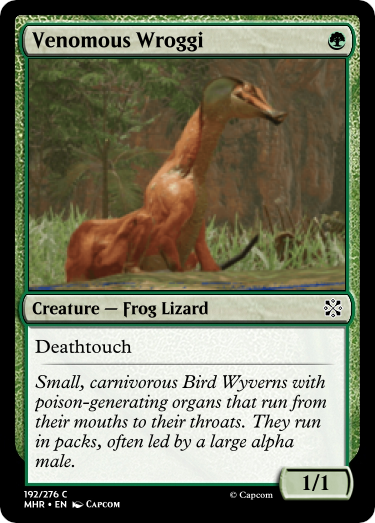 Venomous Wroggi
Creature — Frog Lizard
Deathtouch
Small, carnivorous Bird Wyverns with
poison-generating organs that run from
their mouths to their throats. They run
in packs, often led by a large alpha
male.
1/1
192/276 C
MHR • EN Capcom
© Capcom